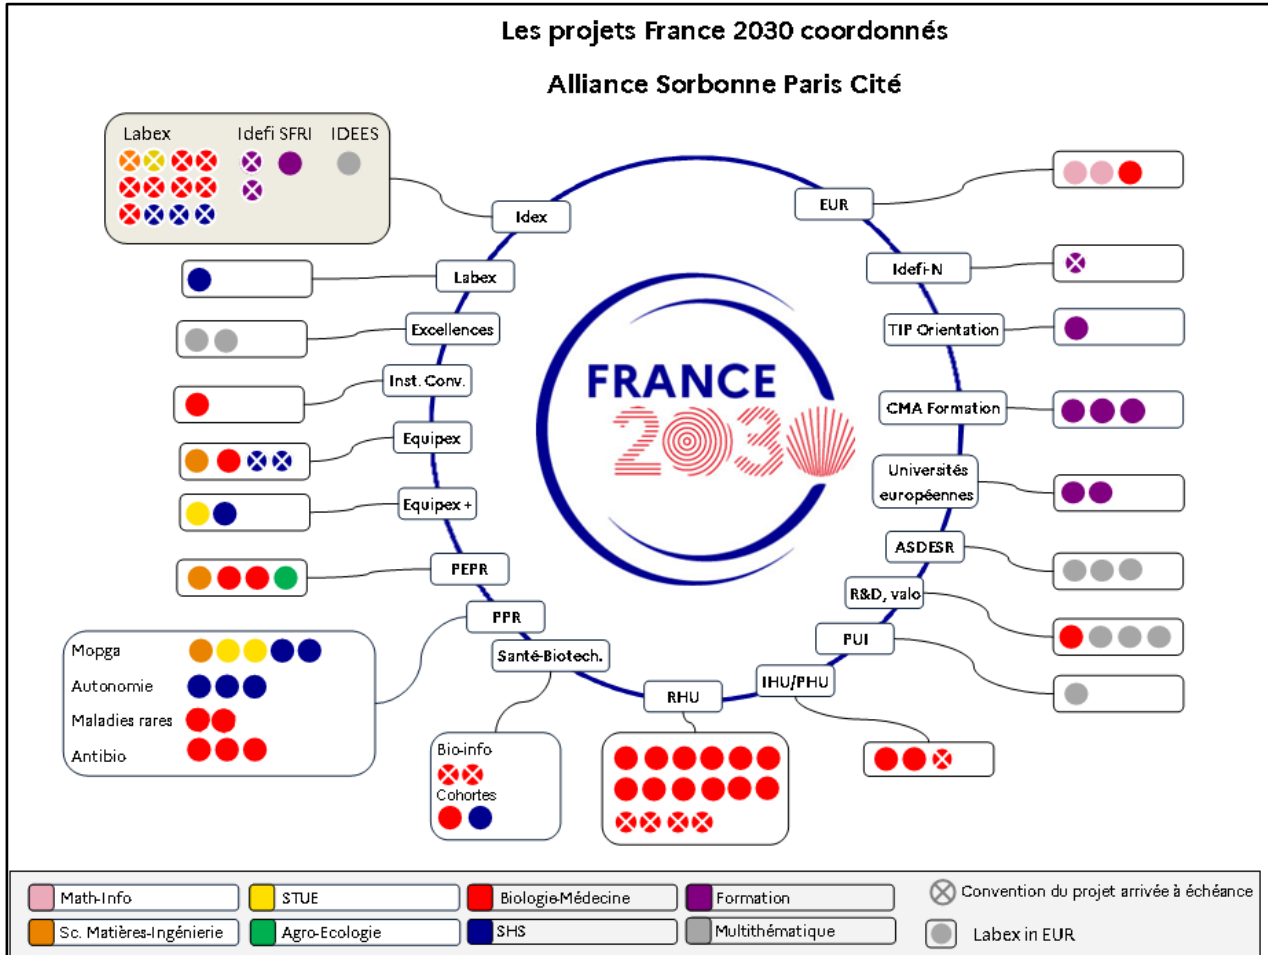 Les projets France 2030 coordonnés
Alliance Sorbonne Paris Cité
Labex
Idefi SFRI
IDEES
Idex
Labex
Excellences
Inst. Conv.
Equipex
Equipex +
PEPR
PPR
Santé-Biotech.
RHU
IHU/PHU
PUI
R&D, valo
ASDESR
Universités
européennes
CMA Formation
TIP Orientation
Idefi-N
EUR
FRANCE
2030
Mopga
Autonomie
Maladies rares
Antibio
Bio-info
Cohortes
Math-Info
STUE
Biologie-Médecine
Formation
Convention du projet arrivée à échéance
Sc. Matières-Ingénierie
Agro-Ecologie
SHS
Multithématique
Labex in EUR